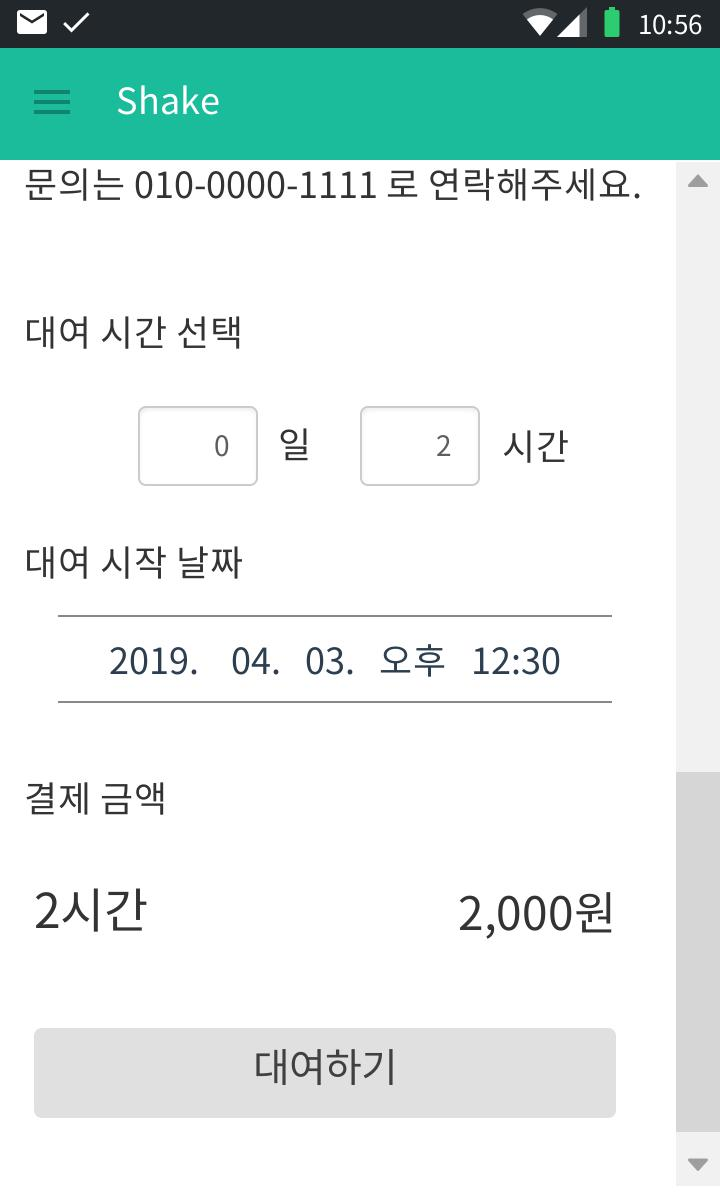 10:56
Shake
문의는 010-0000-1111 로 연락해주세요.
대여 시간 선택
0 일 2 시간
대여 시작 날짜
2019. 04. 03. 오후 12:30
결제 금액
2시간 2,000원
대여하기